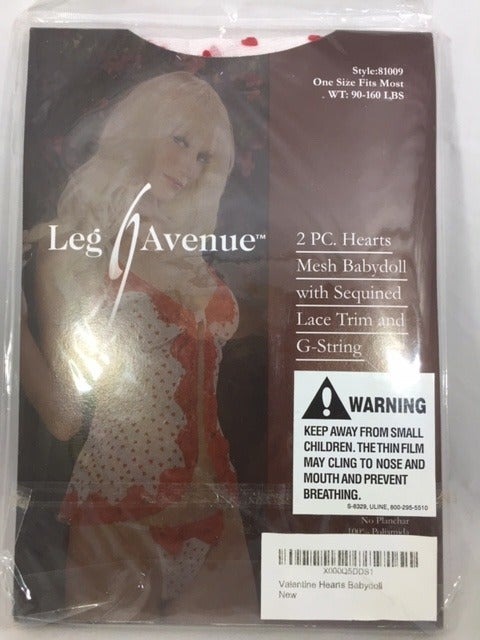 Style:81009
One Size Fits Most
WT: 90-160 LBS
Leg Avenue™
2 PC. Hearts
Mesh Babydoll
with Sequined
Lace Trim and
G-String
WARNING
KEEP AWAY FROM SMALL
CHILDREN. THE THIN FILM
MAY CLING TO NOSE AND
MOUTH AND PREVENT
BREATHING.
S-6329, ULINE, 800-295-5510
No Planchar
100%
X000Q5DDS1
Valentine Hearts Babydoll
New